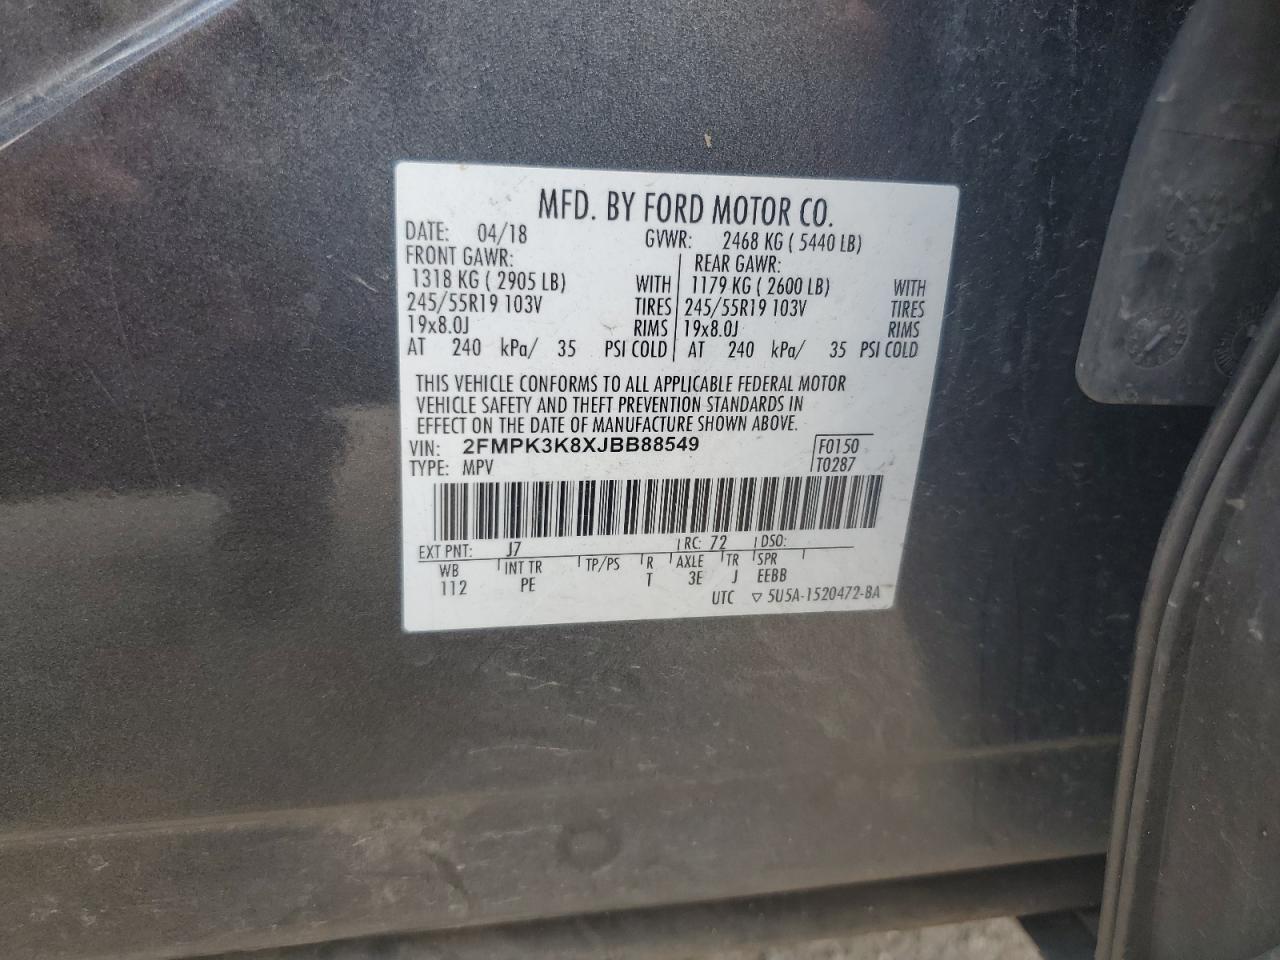 MFD. BY FORD MOTOR CO.
DATE: 04/18 GVWR: 2468 KG ( 5440 LB)
FRONT GAWR: REAR GAWR:
1318 KG ( 2905 LB) WITH 1179 KG ( 2600 LB) WITH
245/55R19 103V TIRES 245/55R19 103V TIRES
19x8.0J RIMS 19x8.0J RIMS
AT 240 kPa/ 35 PSI COLD AT 240 kPa/ 35 PSI COLD
THIS VEHICLE CONFORMS TO ALL APPLICABLE FEDERAL MOTOR
VEHICLE SAFETY AND THEFT PREVENTION STANDARDS IN
EFFECT ON THE DATE OF MANUFACTURE SHOWN ABOVE.
VIN: 2FMPK3K8XJBB88549 F0150
TYPE: MPV T0287
EXT PNT: J7 RC: 72 DSO:
WB INT TR TP/PS R AXLE TR SPR
112 PE T 3E J EEBB
UTC ▽ 5U5A-1520472-BA